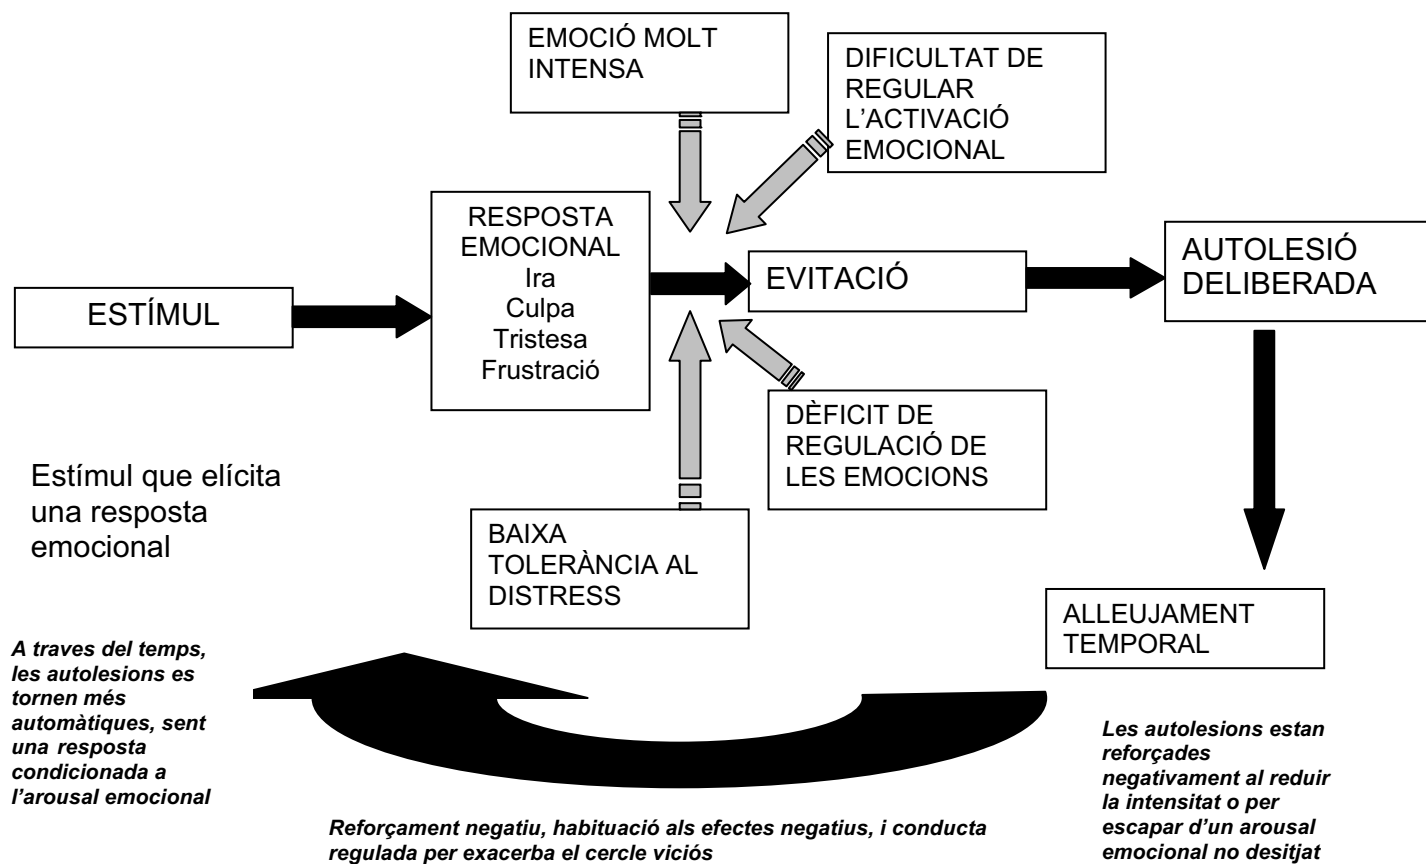 EMOCIÓ MOLT
INTENSA
DIFICULTAT DE
REGULAR
L’ACTIVACIÓ
EMOCIONAL
RESPOSTA
EMOCIONAL
Ira
Culpa
Tristesa
Frustració
AUTOLESIÓ
DELIBERADA
EVITACIÓ
ESTÍMUL
DÈFICIT DE
REGULACIÓ DE
LES EMOCIONS
Estímul que elícita
una resposta
emocional
BAIXA
TOLERÀNCIA AL
DISTRESS
ALLEUJAMENT
TEMPORAL
A traves del temps,
les autolesions es
tornen més
automàtiques, sent
una resposta
condicionada a
l’arousal emocional
Les autolesions estan
reforçades
negativament al reduir
la intensitat o per
escapar d’un arousal
emocional no desitjat
Reforçament negatiu, habituació als efectes negatius, i conducta
regulada per exacerba el cercle viciós